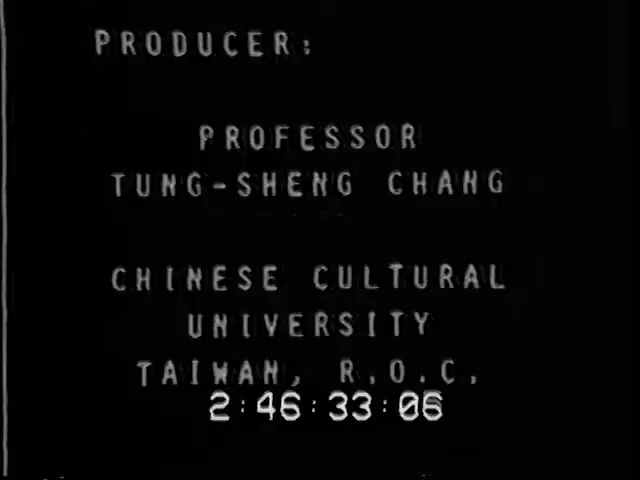 PRODUCER:
PROFESSOR
TUNG-SHENG CHANG
CHINESE CULTURAL
UNIVERSITY
TAIWAN, R.O.C.
2:46:33:06